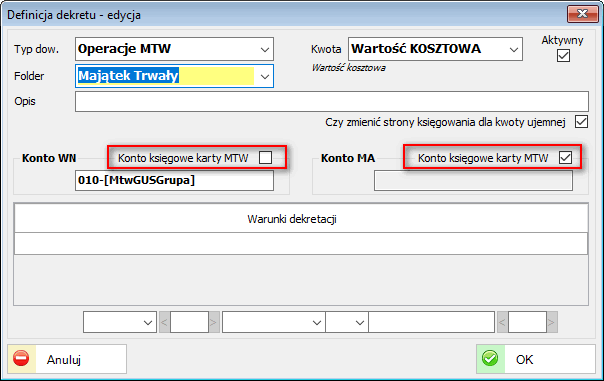 Definicja dekretu - edycja
Typ dow. Operacje MTW Kwota Wartość KOSZTOWA Aktywny
Wartość kosztowa
Folder Majątek Trwały
Opis
Czy zmienić strony księgowania dla kwoty ujemnej
Konto WN Konto księgowe karty MTW Konto MA Konto księgowe karty MTW
010-[MtwGUSGrupa]
Warunki dekretacji
< > < >
Anuluj OK